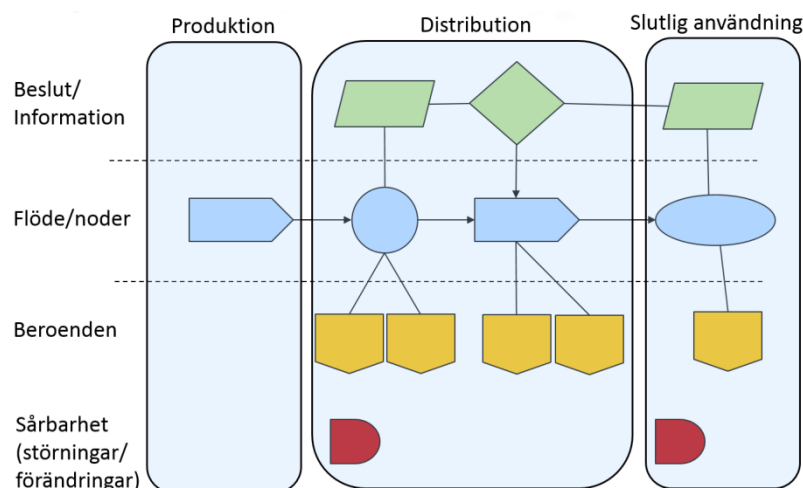 Produktion
Distribution
Slutlig användning
Beslut/
Information
Flöde/noder
Beroenden
Sårbarhet
(störningar/
förändringar)